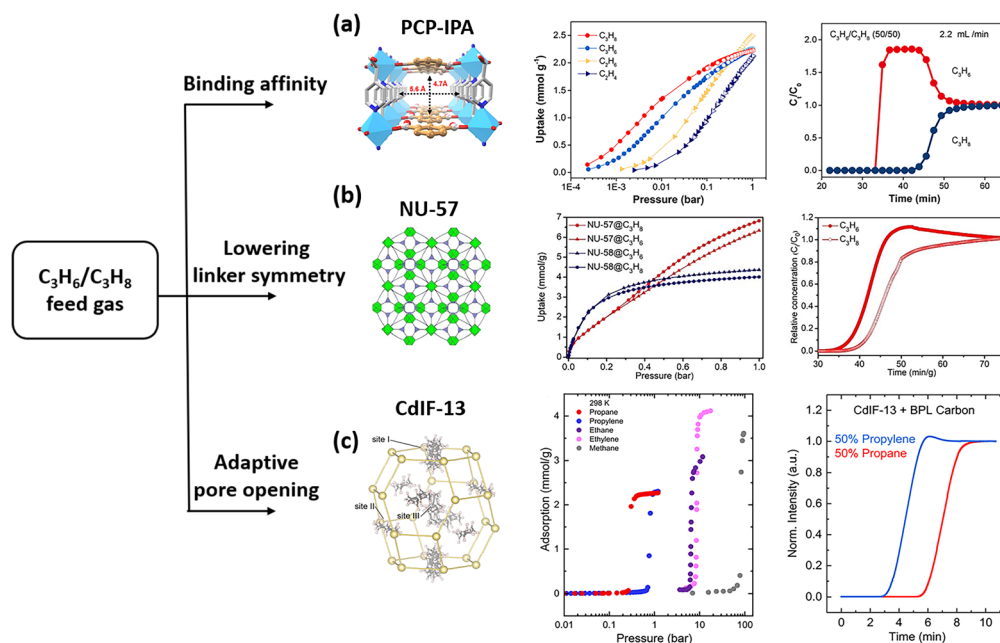 C₃H₆/C₃H₈
feed gas
Binding affinity
Lowering
linker symmetry
Adaptive
pore opening
(a)
PCP-IPA
5.6 Å
4.7Å
Uptake (mmol g⁻¹)
2.5
2.0
1.5
1.0
0.5
0.0
C₃H₈
C₃H₆
C₂H₆
C₂H₄
1E-4 1E-3 0.01 0.1 1
Pressure (bar)
C₃H₆/C₃H₈ (50/50) 2.2 mL/min
Cᵢ/C₀
2.0
1.0
0.0
C₃H₆
C₃H₈
30 40 50 60
Time (min)
(b)
NU-57
Uptake (mmol/g)
7
6
5
4
3
2
1
0
NU-57@C₃H₈
NU-57@C₃H₆
NU-58@C₃H₆
NU-58@C₃H₈
0.0 0.2 0.4 0.6 0.8 1.0
Pressure (bar)
Relative concentration (C/C₀)
1.2
1.0
0.8
0.6
0.4
0.2
0.0
C₃H₆
C₃H₈
30 40 50 60 70
Time (min/g)
CdIF-13
(c)
site I
site II
site III
Adsorption (mmol/g)
4
3
2
1
0
298 K
Propane
Propylene
Ethane
Ethylene
Methane
0.01 0.1 1 10 100
Pressure (bar)
CdIF-13 + BPL Carbon
50% Propylene
50% Propane
Norm. Intensity (a.u.)
1.2
1.0
0.8
0.6
0.4
0.2
0.0
0 2 4 6 8 10
Time (min)